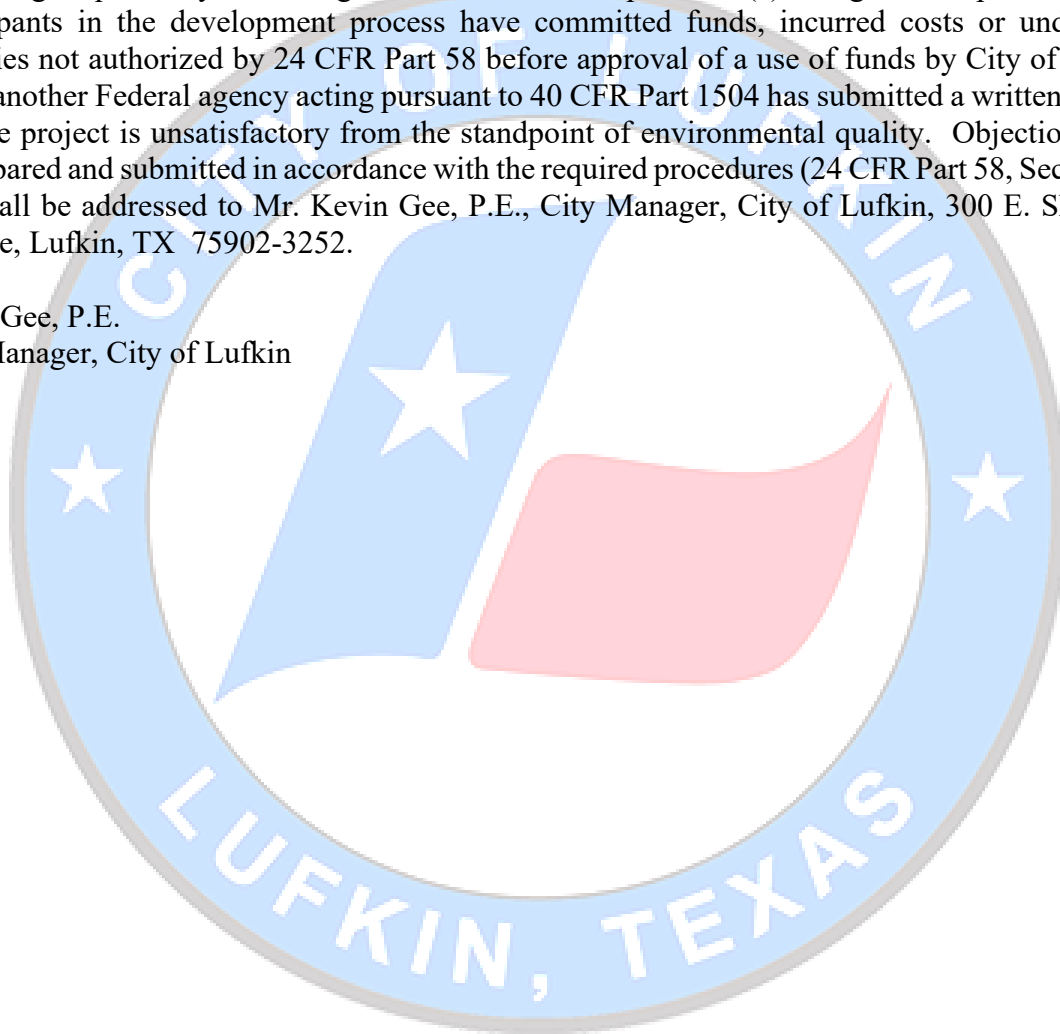 pants in the development process have committed funds, incurred costs or
ies not authorized by 24 CFR Part 58 before approval of a use of funds by City of
another Federal agency acting pursuant to 40 CFR Part 1504 has submitted a written
e project is unsatisfactory from the standpoint of environmental quality. Objectio
pared and submitted in accordance with the required procedures (24 CFR Part 58, Sec
all be addressed to Mr. Kevin Gee, P.E., City Manager, City of Lufkin, 300 E. S
e, Lufkin, TX 75902-3252.
Gee, P.E.
Manager, City of Lufkin
CITY OF LUFKIN
LUFKIN, TEXAS